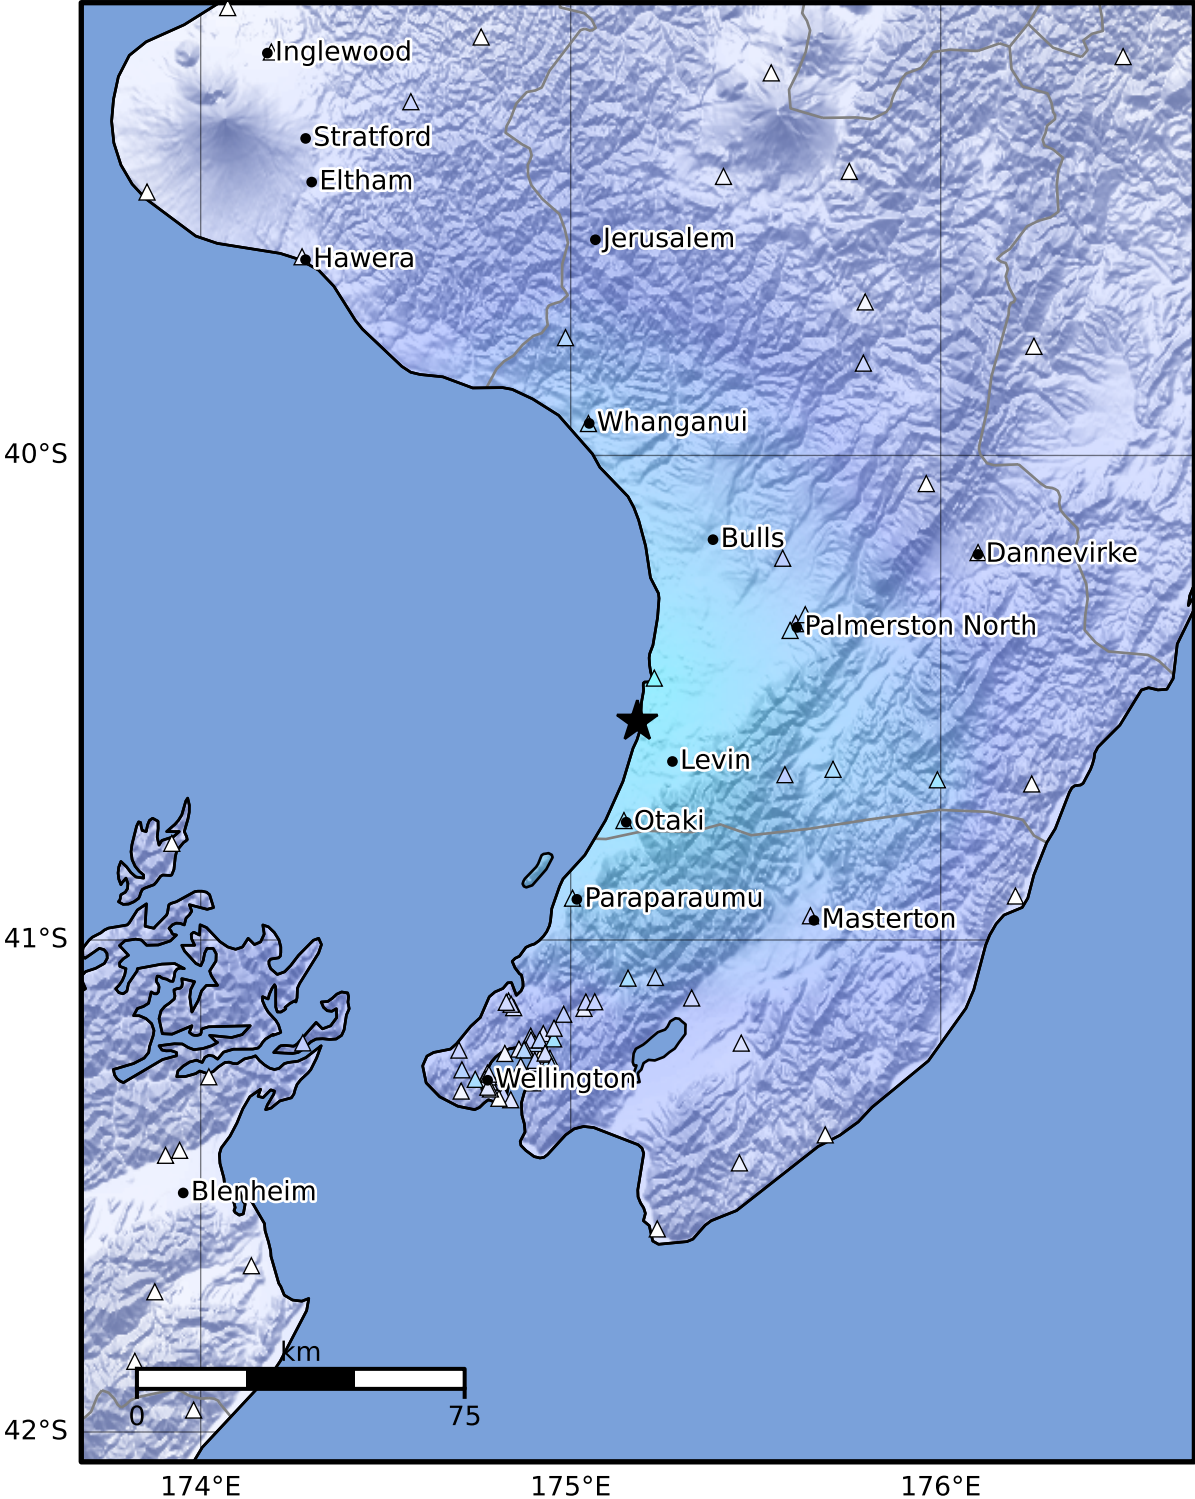 Inglewood
Stratford
Eltham
Jerusalem
Hawera
Whanganui
40°S
Bulls
Dannevirke
Palmerston North
Levin
Otaki
Paraparaumu
Masterton
41°S
Wellington
Blenheim
km
0
75
42°S
174°E
175°E
176°E